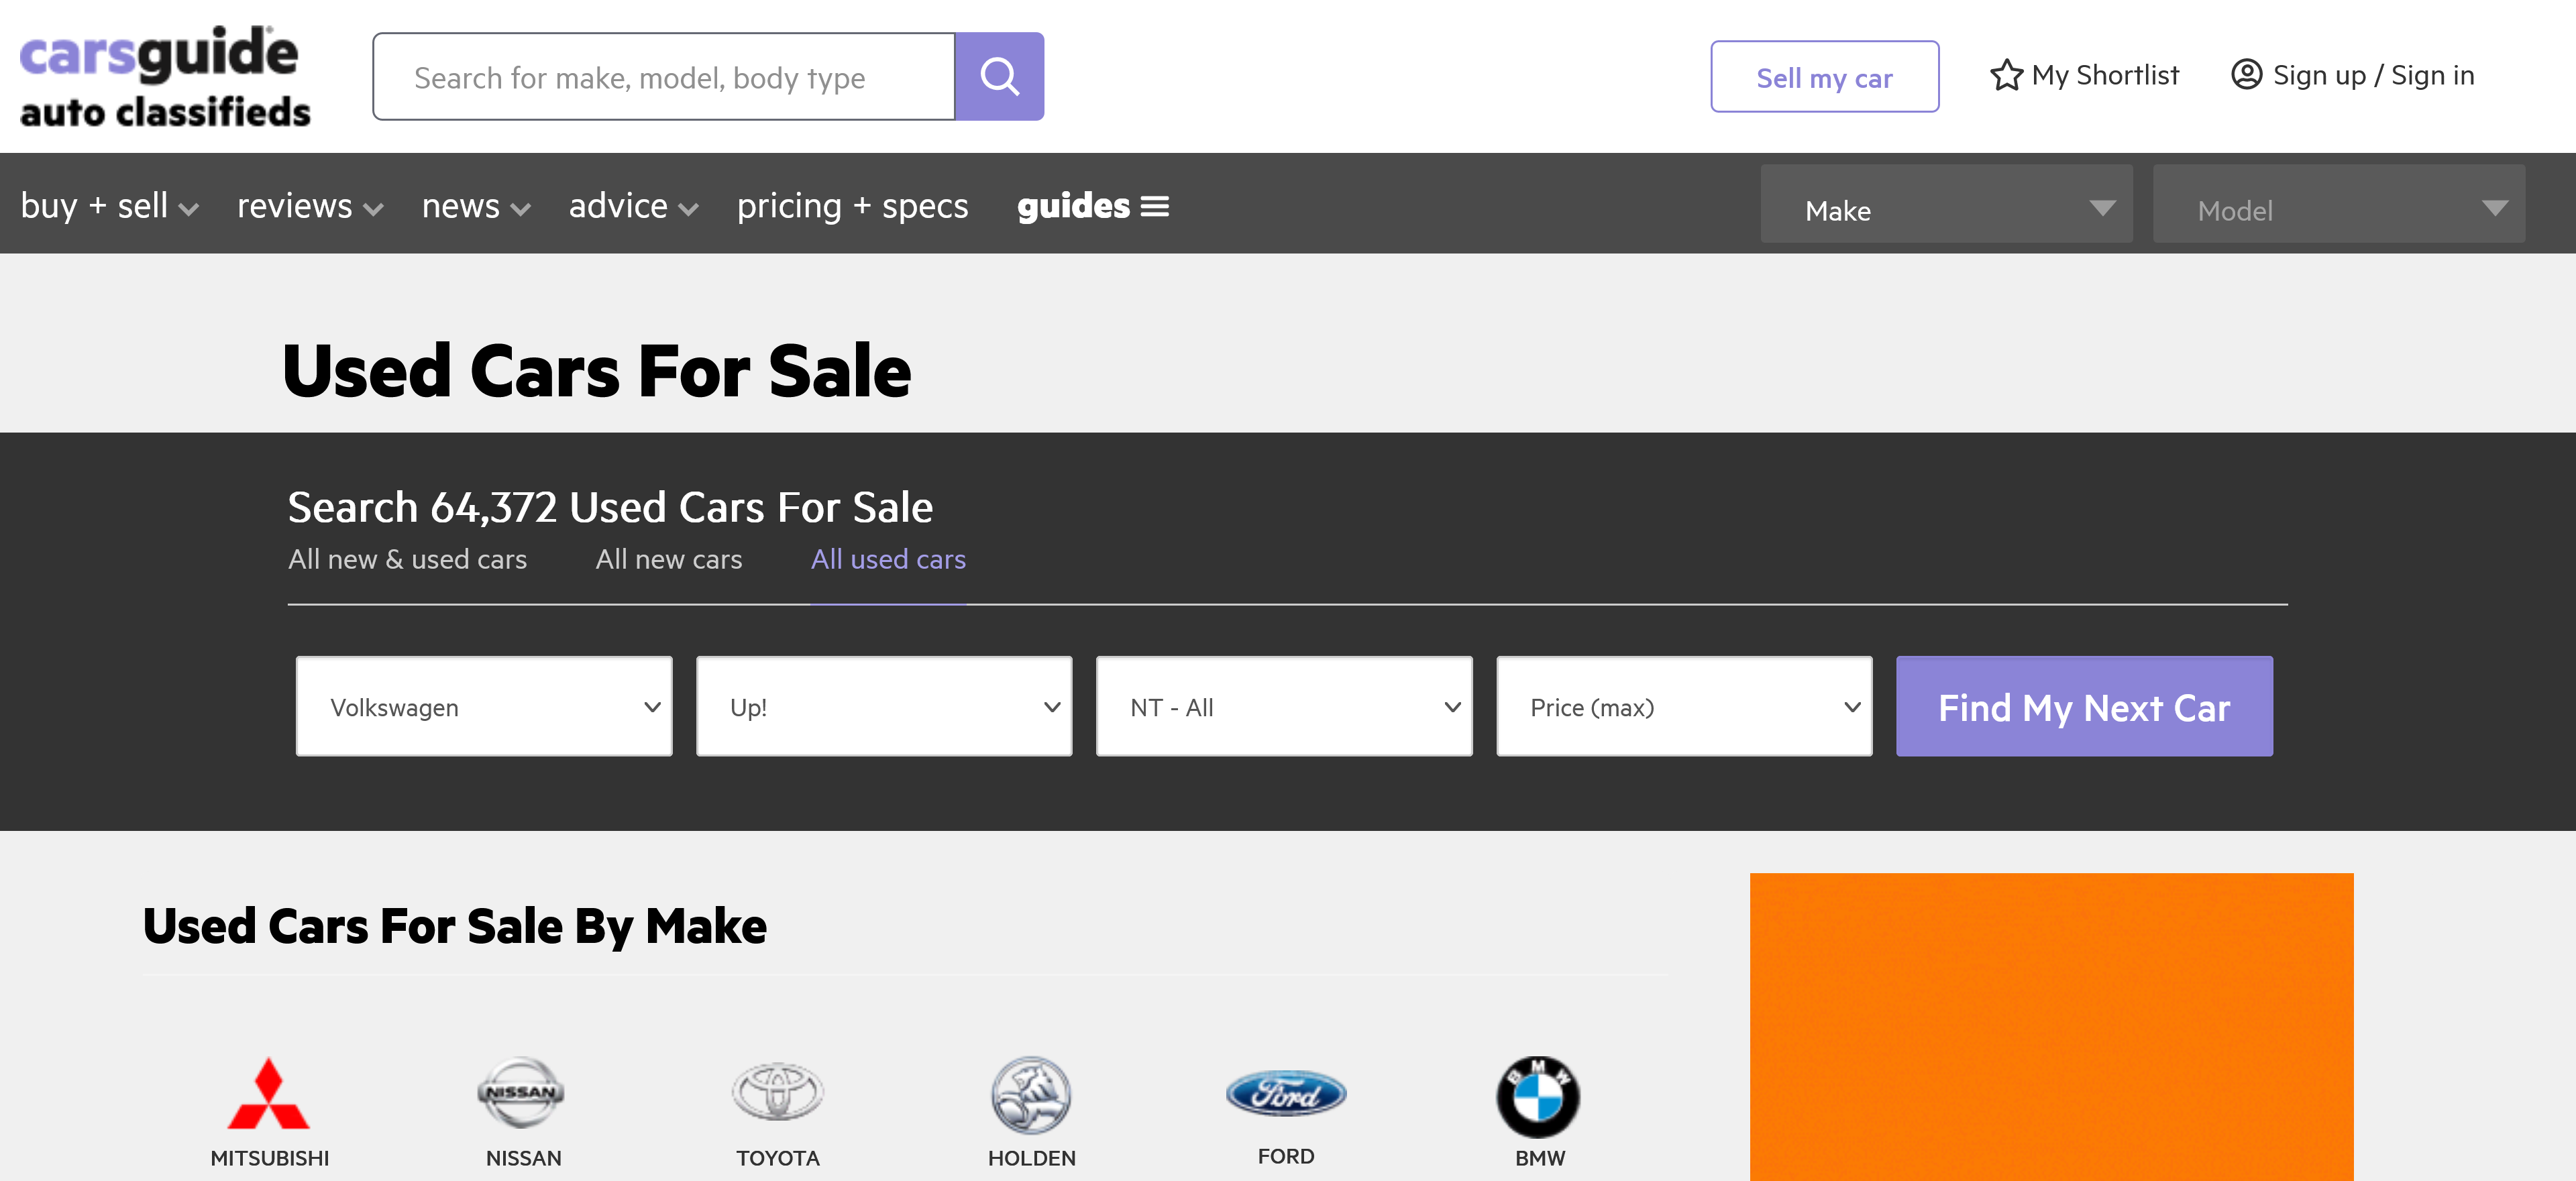 carsguide
auto classifieds
Search for make, model, body type
Sell my car
My Shortlist
Sign up / Sign in
buy + sell
reviews
news
advice
pricing + specs
guides
Make
Model
Used Cars For Sale
Search 64,372 Used Cars For Sale
All new & used cars
All new cars
All used cars
Volkswagen
Up!
NT - All
Price (max)
Find My Next Car
Used Cars For Sale By Make
NISSAN
Ford
BMW
MITSUBISHI
NISSAN
TOYOTA
HOLDEN
FORD
BMW